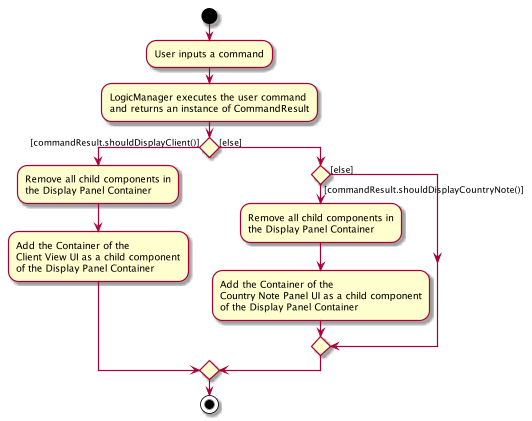 User inputs a command
LogicManager executes the user command
and returns an instance of CommandResult
[commandResult.shouldDisplayClient()]
[else]
Remove all child components in
the Display Panel Container
Add the Container of the
Client View UI as a child component
of the Display Panel Container
[else]
[commandResult.shouldDisplayCountryNote()]
Remove all child components in
the Display Panel Container
Add the Container of the
Country Note Panel UI as a child component
of the Display Panel Container